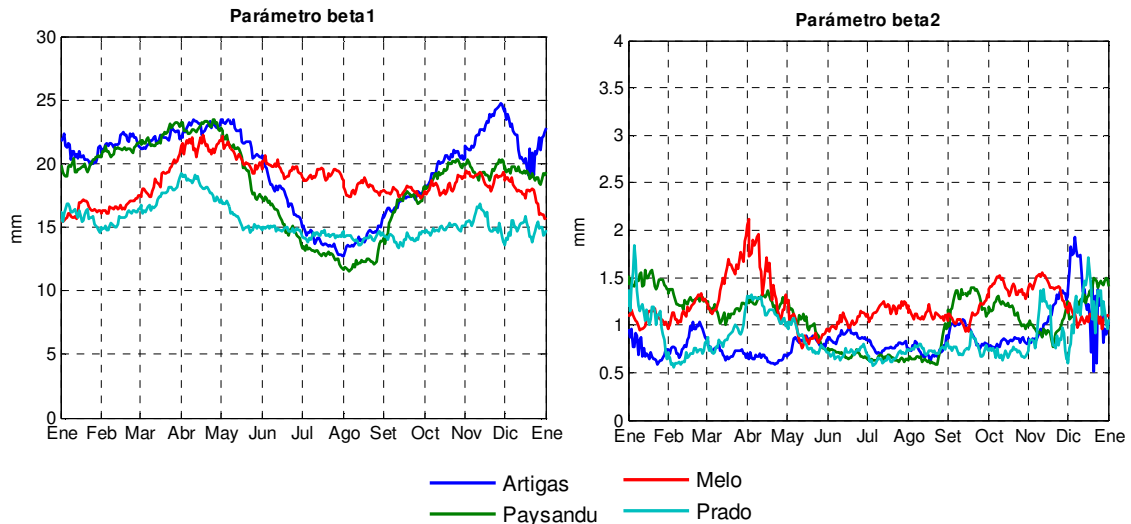 Parámetro beta1
30
25
20
15
10
5
0
mm
Ene Feb Mar Abr May Jun Jul Ago Set Oct Nov Dic Ene
Parámetro beta2
4
3.5
3
2.5
2
1.5
1
0.5
0
mm
Ene Feb Mar Abr May Jun Jul Ago Set Oct Nov Dic Ene
Artigas
Melo
Paysandu
Prado